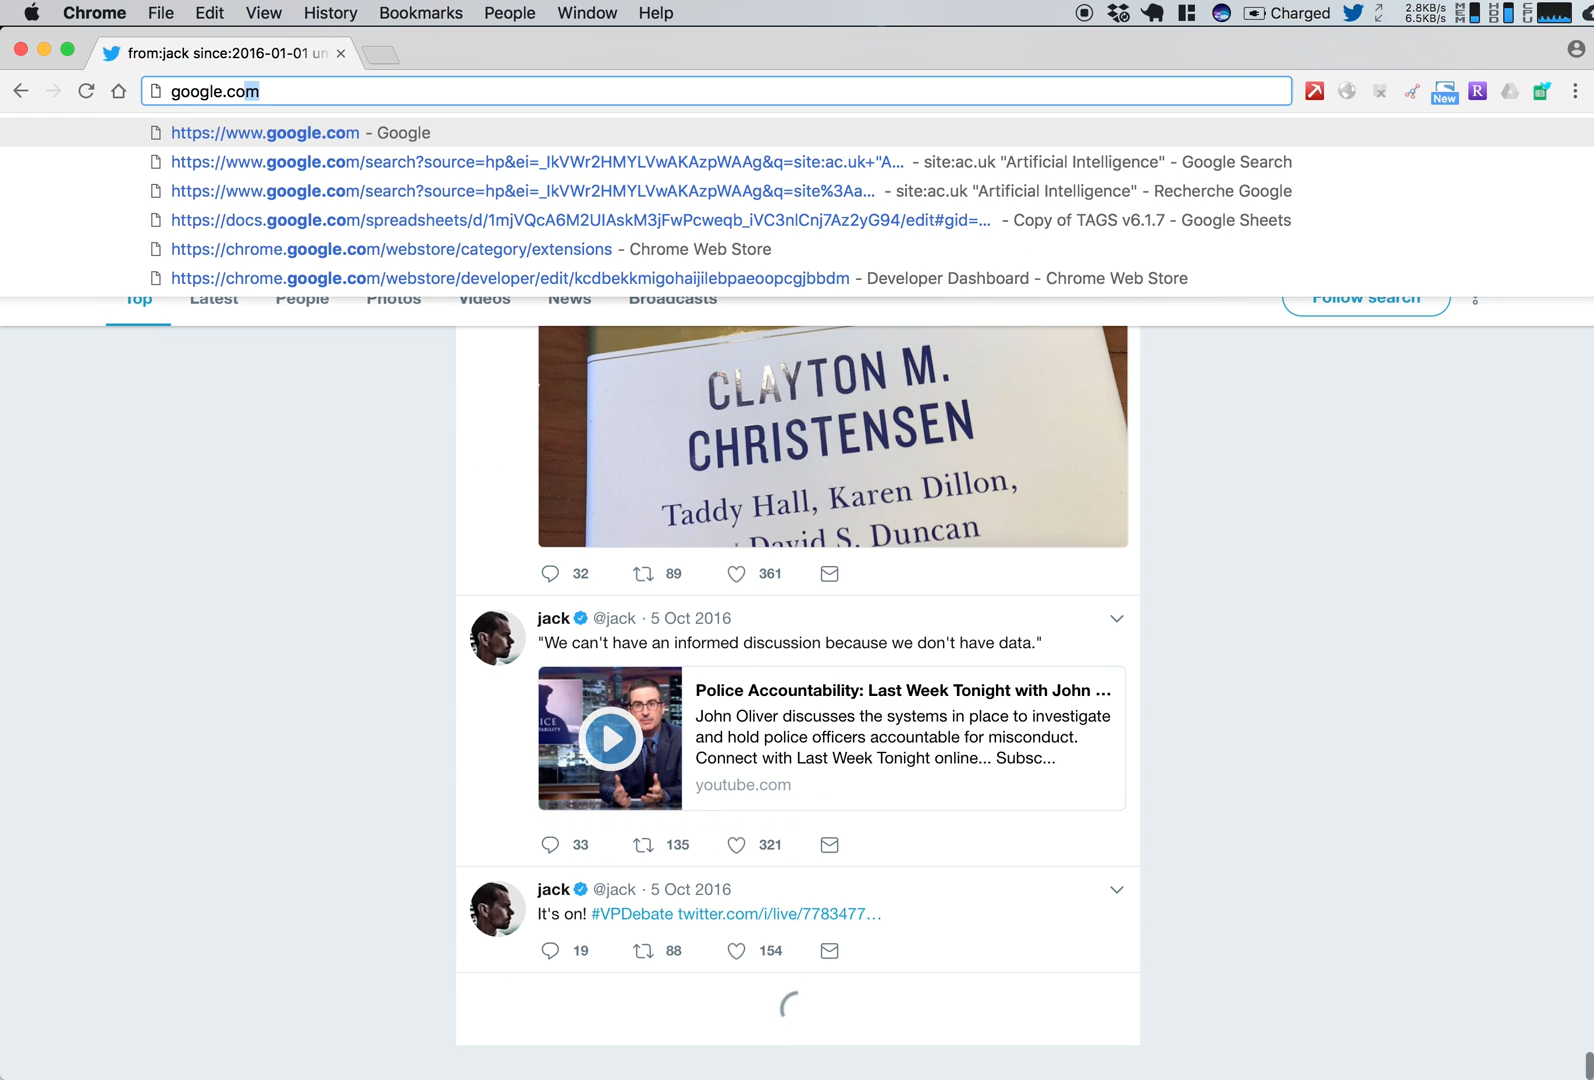 Chrome File Edit View History Bookmarks People Window Help Charged 2.8KB/s 6.5KB/s MEM HDD CPU
from:jack since:2016-01-01 un
google.com
New R
https://www.google.com - Google
https://www.google.com/search?source=hp&ei=_IkVWr2HMYLVwAKAzpWAAg&q=site:ac.uk+"A... - site:ac.uk "Artificial Intelligence" - Google Search
https://www.google.com/search?source=hp&ei=_IkVWr2HMYLVwAKAzpWAAg&q=site%3Aa... - site:ac.uk "Artificial Intelligence" - Recherche Google
https://docs.google.com/spreadsheets/d/1mjVQcA6M2UIAskM3jFwPcweqb_iVC3nlCnj7Az2yG94/edit#gid=... - Copy of TAGS v6.1.7 - Google Sheets
https://chrome.google.com/webstore/category/extensions - Chrome Web Store
https://chrome.google.com/webstore/developer/edit/kcdbekkmigohaijilebpaeoopcgjbbdm - Developer Dashboard - Chrome Web Store
Top Latest People Photos Videos News Broadcasts Follow search
CLAYTON M.
CHRISTENSEN
Taddy Hall, Karen Dillon,
David S. Duncan
32 89 361
jack @jack · 5 Oct 2016
"We can't have an informed discussion because we don't have data."
Police Accountability: Last Week Tonight with John ...
John Oliver discusses the systems in place to investigate
and hold police officers accountable for misconduct.
Connect with Last Week Tonight online... Subsc...
youtube.com
33 135 321
jack @jack · 5 Oct 2016
It's on! #VPDebate twitter.com/i/live/7783477...
19 88 154